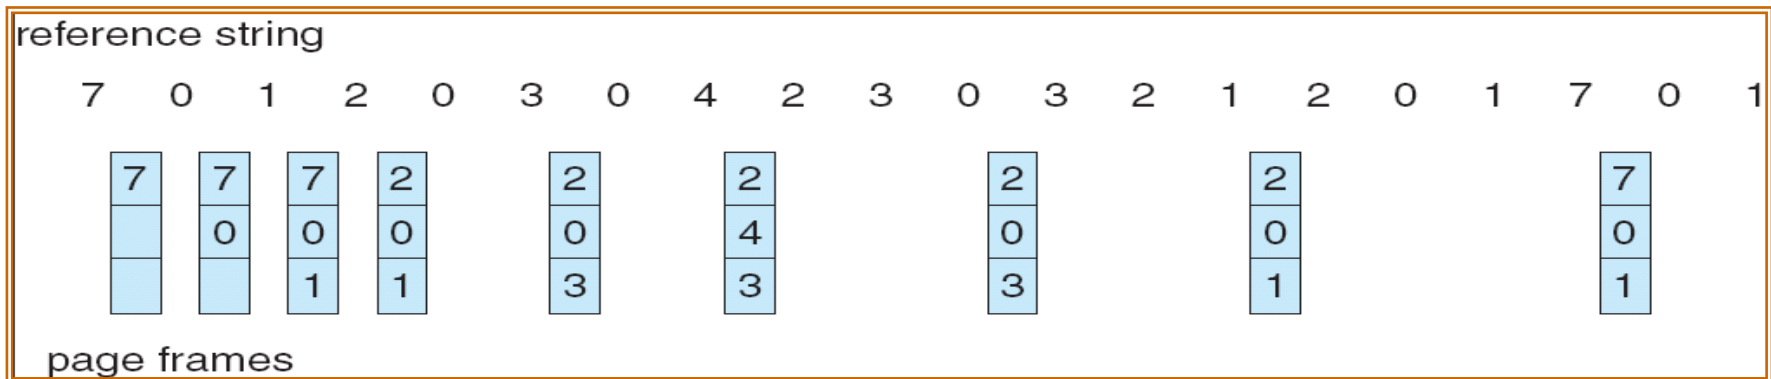 reference string
7 0 1 2 0 3 0 4 2 3 0 3 2 1 2 0 1 7 0 1
7 7 7 2 2 2 2 2 7
0 0 0 0 4 0 0 0
1 1 3 3 3 1 1
page frames